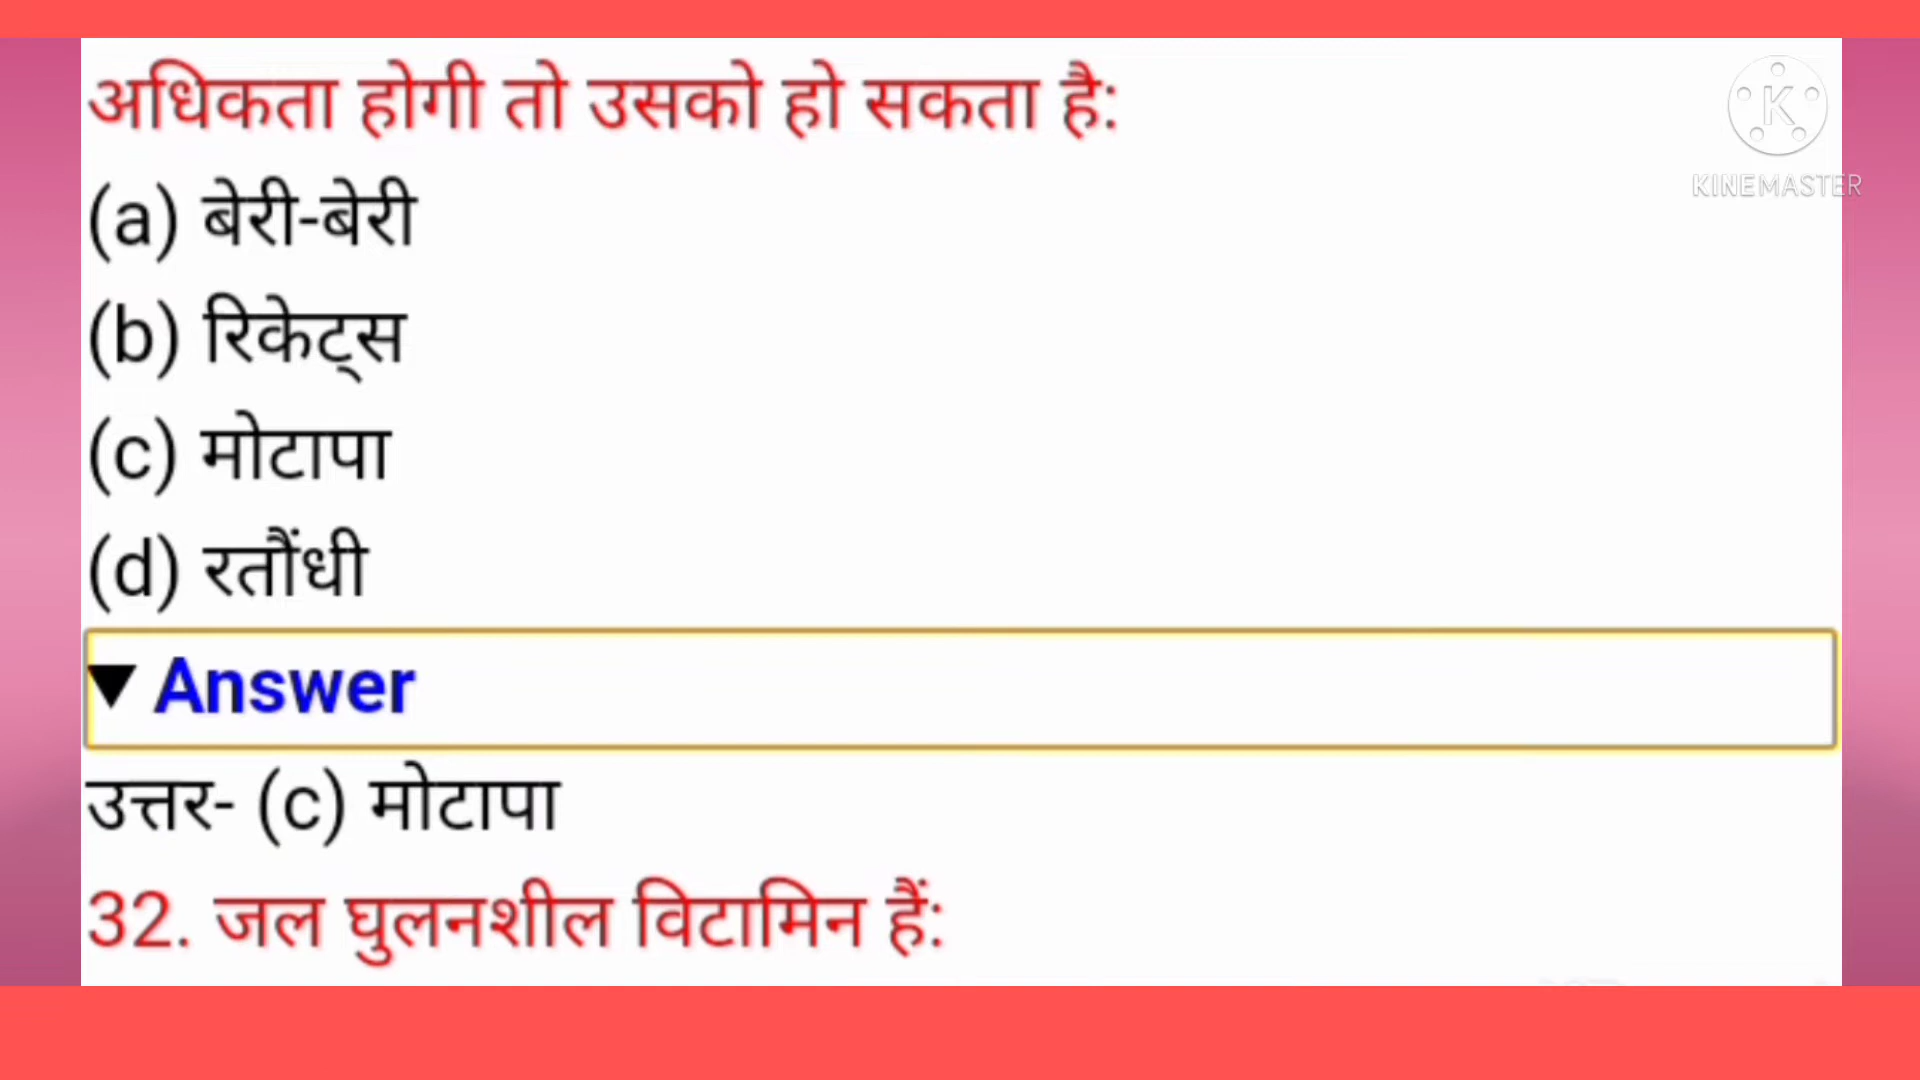 अधिकता होगी तो उसको हो सकता है:
K
KINEMASTER
(a) बेरी-बेरी
(b) रिकेट्स
(c) मोटापा
(d) रतौंधी
▼ Answer
उत्तर- (c) मोटापा
32. जल घुलनशील विटामिन हैं: